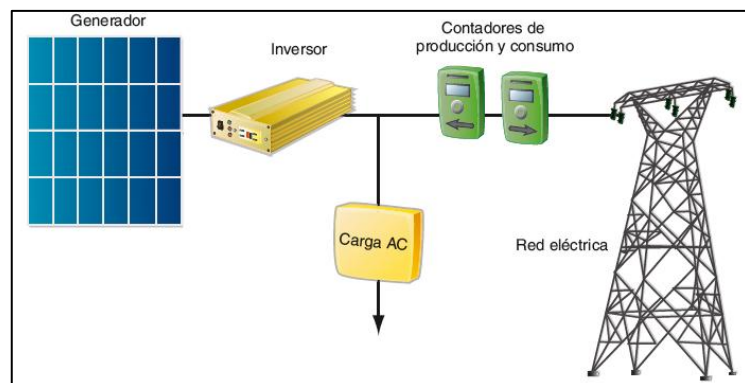 Generador
Inversor
Contadores de
producción y consumo
Carga AC
Red eléctrica